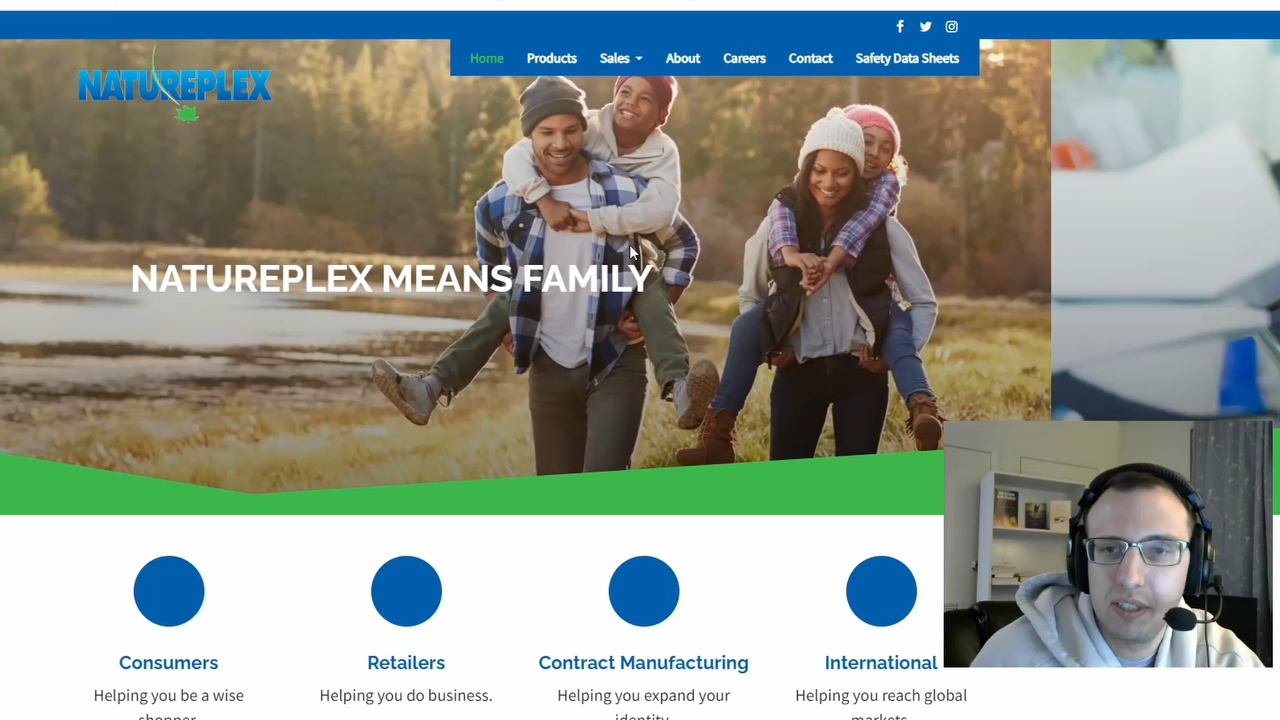 NATUREPLEX
Home Products Sales About Careers Contact Safety Data Sheets
NATUREPLEX MEANS FAMILY
Consumers
Helping you be a wise
shopper.
Retailers
Helping you do business.
Contract Manufacturing
Helping you expand your
identity.
International
Helping you reach global
markets.